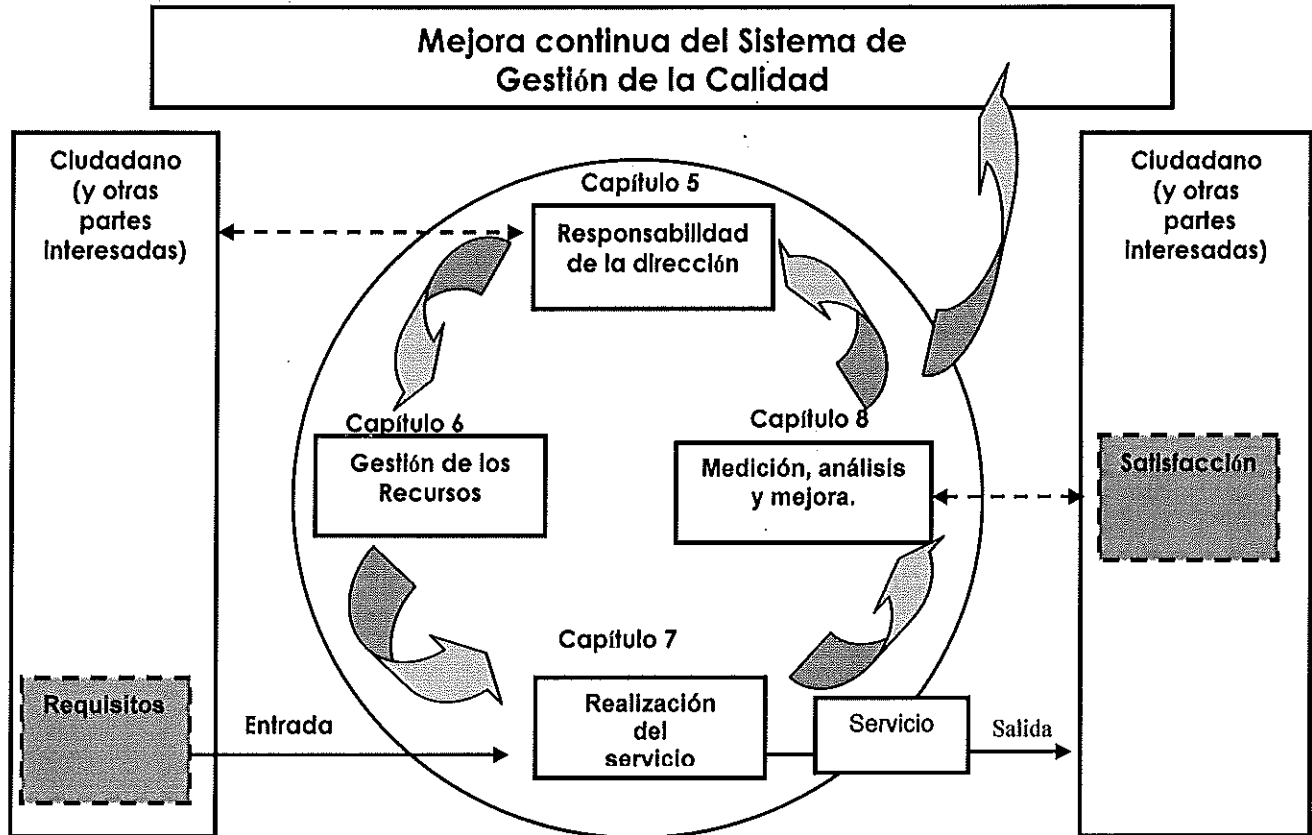 Mejora continua del Sistema de
Gestión de la Calidad
Ciudadano
(y otras
partes
interesadas)
Capítulo 5
Responsabilidad
de la dirección
Ciudadano
(y otras
partes
interesadas)
Capítulo 6
Gestión de los
Recursos
Capítulo 8
Medición, análisis
y mejora.
Satisfacción
Capítulo 7
Realización
del
servicio
Requisitos
Entrada
Servicio
Salida